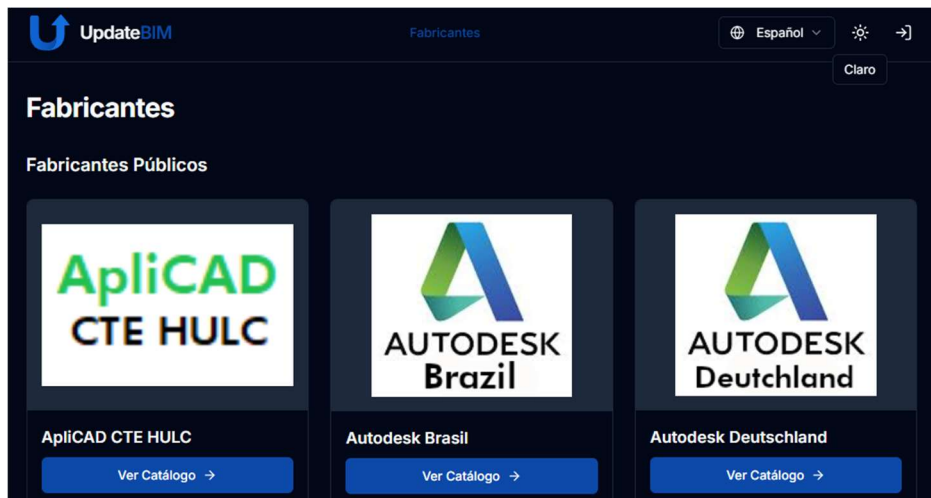 UpdateBIM Fabricantes Español
Claro
Fabricantes
Fabricantes Públicos
ApliCAD
CTE HULC
AUTODESK
Brazil
AUTODESK
Deutchland
ApliCAD CTE HULC
Autodesk Brasil
Autodesk Deutschland
Ver Catálogo →
Ver Catálogo →
Ver Catálogo →